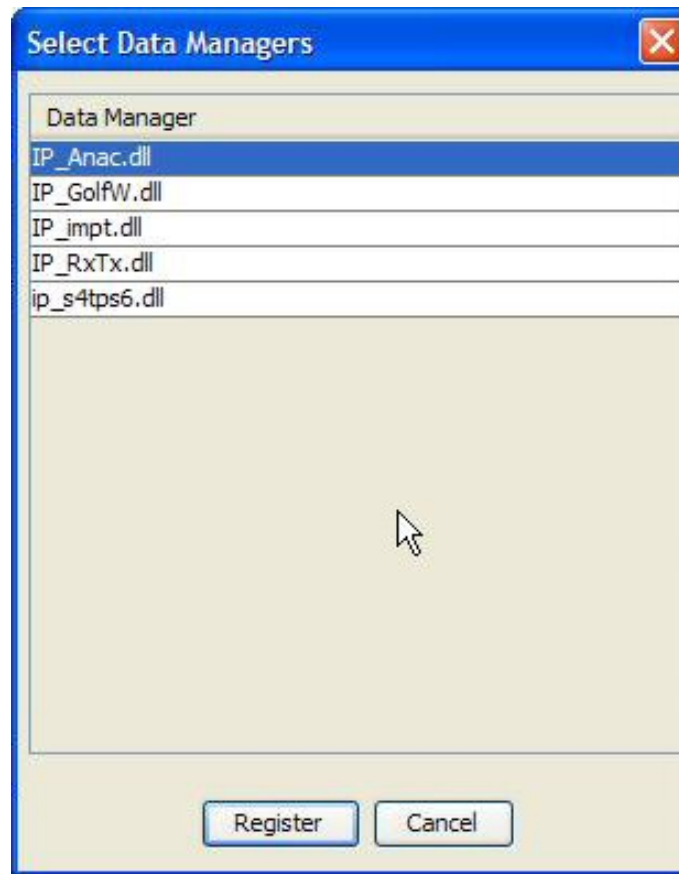 Select Data Managers
Data Manager
IP_Anac.dll
IP_GolfW.dll
IP_impt.dll
IP_RxTx.dll
ip_s4tps6.dll
Register Cancel